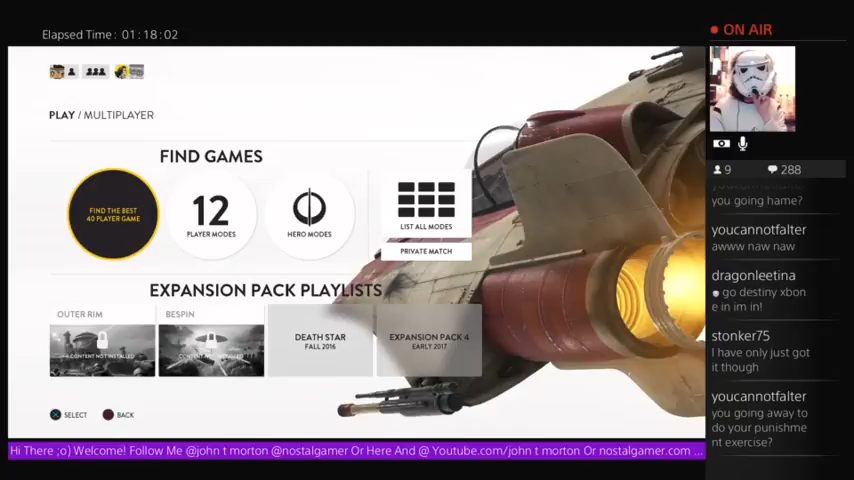 Elapsed Time: 01:18:02
ON AIR
PLAY / MULTIPLAYER
FIND GAMES
FIND THE BEST
40 PLAYER GAME
12
PLAYER MODES
HERO MODES
LIST ALL MODES
PRIVATE MATCH
EXPANSION PACK PLAYLISTS
OUTER RIM
CONTENT NOT INSTALLED
BESPIN
DEATH STAR
FALL 2016
EXPANSION PACK 4
EARLY 2017
SELECT
BACK
Hi There ;o) Welcome! Follow Me @john t morton @nostalgamer Or Here And @ Youtube.com/john t morton Or nostalgamer.com ...
9
288
you going hame?
youcannotfalter
awww naw naw
dragonleetina
go destiny xbon
e in im in!
stonker75
I have only just got
it though
youcannotfalter
you going away to
do your punishme
nt exercise?